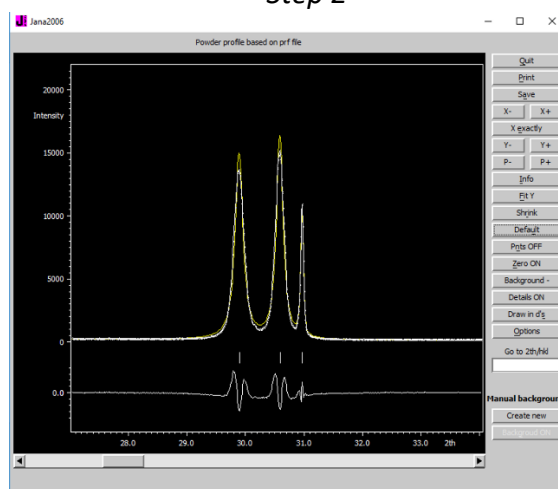 Step 2
Jana2006
Powder profile based on prf file
20000
Intensity
15000
10000
5000
0
0.0
28.0 29.0 30.0 31.0 32.0 33.0 2th
Quit
Print
Save
X- X+
X exactly
Y- Y+
P- P+
Info
Fit Y
Shrink
Default
Pnts OFF
Zero ON
Background -
Details ON
Draw in d's
Options
Go to 2th/hkl
Manual backgroun
Create new
Background ON